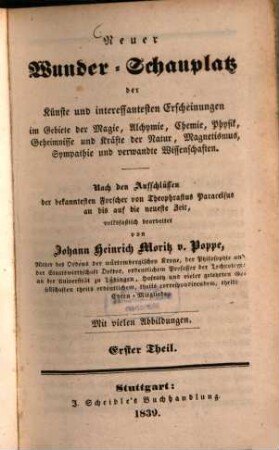 Neuer
Wunder-Schauplatz
der
Künste und interessantesten Erscheinungen
im Gebiete der Magie, Alchymie, Chemie, Physik,
Geheimnisse und Kräfte der Natur, Magnetismus,
Sympathie und verwandte Wissenschaften.
Nach den Aufschlüssen
der bekanntesten Forscher von Theophrastus Paracelsus
an bis auf die neueste Zeit,
volksfaßlich bearbeitet
von
Johann Heinrich Moritz v. Poppe,
Ritter des Ordens der württembergischen Krone, der Philosophie und
der Staatswirthschaft Doktor, ordentlichem Professor der Technologie
an der Universität zu Tübingen, Hofrath und vieler gelehrten Ge-
sellschaften theils ordentlichem, theils correspondirendem, theils
Ehren-Mitgliede.
Mit vielen Abbildungen.
Erster Theil.
Stuttgart:
J. Scheible's Buchhandlung.
1839.